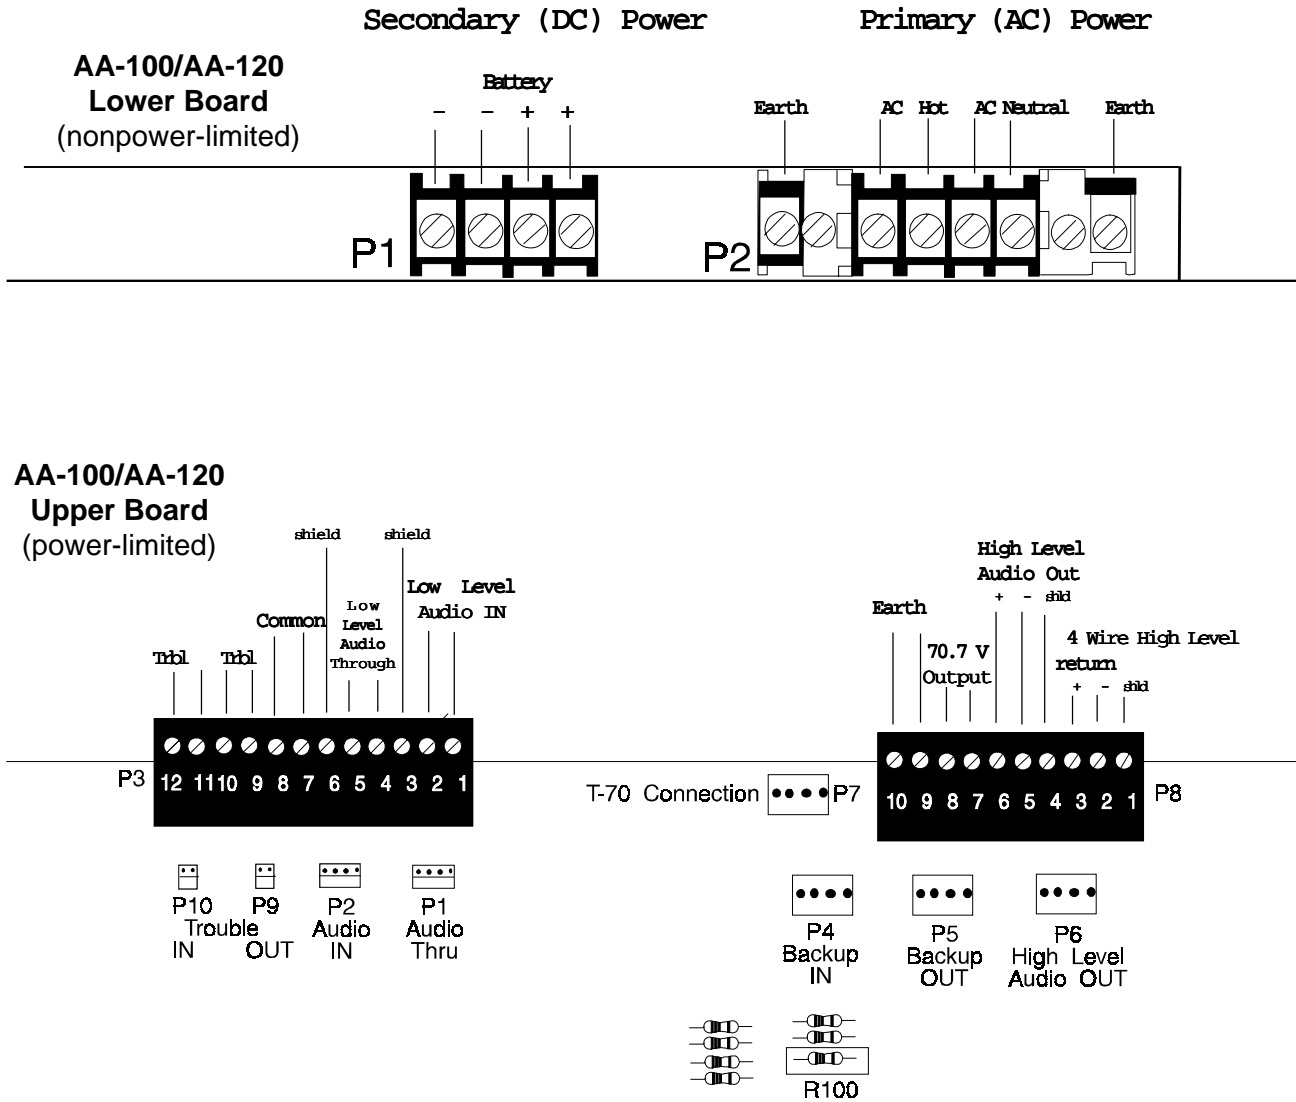 Secondary (DC) Power
Primary (AC) Power
AA-100/AA-120
Lower Board
(nonpower-limited)
Battery
- - + +
Earth
AC Hot
AC Neutral
Earth
P1
P2
AA-100/AA-120
Upper Board
(power-limited)
shield
shield
Low Level
Audio IN
Low
Level
Audio
Through
Common
Trbl
Trbl
High Level
Audio Out
+ - shld
Earth
70.7 V
Output
4 Wire High Level
return
+ - shld
P3
12 11 10 9 8 7 6 5 4 3 2 1
T-70 Connection
P7
10 9 8 7 6 5 4 3 2 1
P8
P10
P9
Trouble
IN
OUT
P2
Audio
IN
P1
Audio
Thru
P4
Backup
IN
P5
Backup
OUT
P6
High Level
Audio OUT
R100